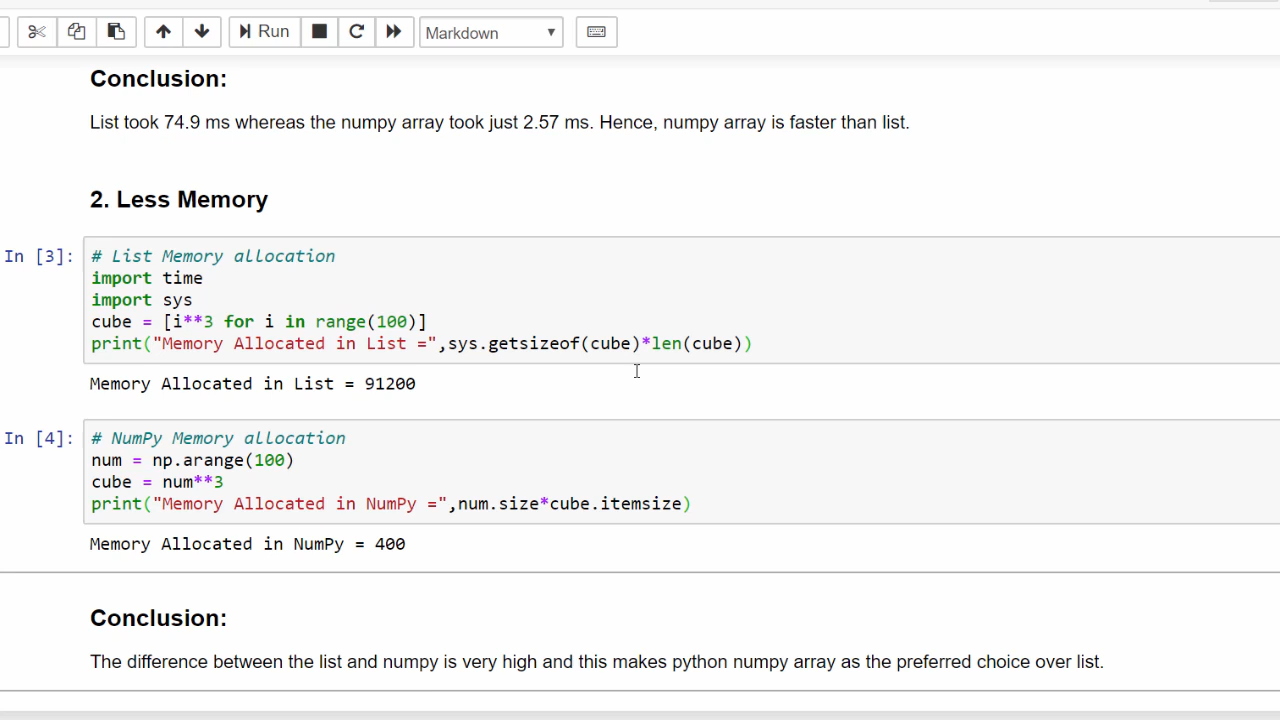 Run
Markdown
Conclusion:
List took 74.9 ms whereas the numpy array took just 2.57 ms. Hence, numpy array is faster than list.
2. Less Memory
In [3]:
# List Memory allocation
import time
import sys
cube = [i**3 for i in range(100)]
print("Memory Allocated in List =",sys.getsizeof(cube)*len(cube))
Memory Allocated in List = 91200
In [4]:
# NumPy Memory allocation
num = np.arange(100)
cube = num**3
print("Memory Allocated in NumPy =",num.size*cube.itemsize)
Memory Allocated in NumPy = 400
Conclusion:
The difference between the list and numpy is very high and this makes python numpy array as the preferred choice over list.